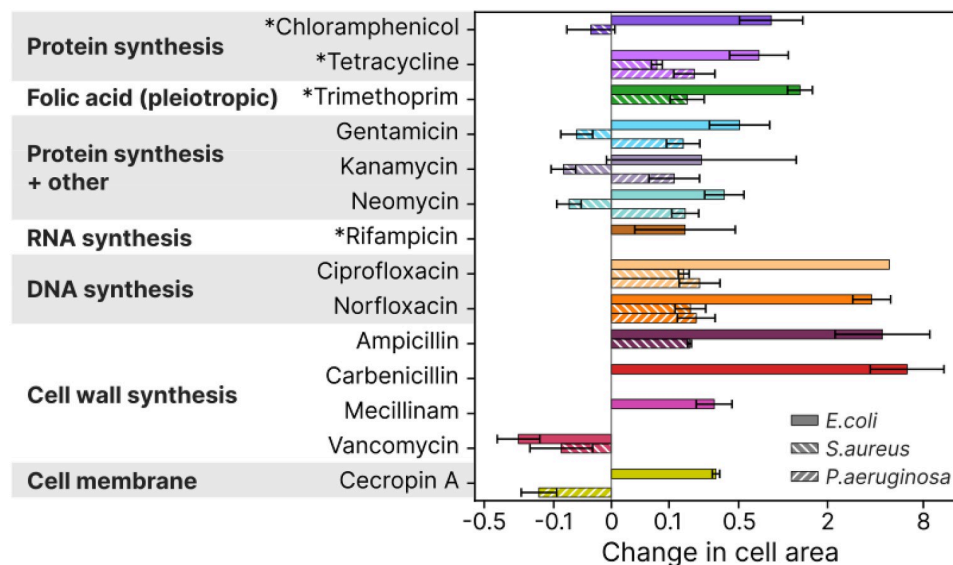 Protein synthesis
*Chloramphenicol
*Tetracycline
Folic acid (pleiotropic)
*Trimethoprim
Protein synthesis
+ other
Gentamicin
Kanamycin
Neomycin
RNA synthesis
*Rifampicin
DNA synthesis
Ciprofloxacin
Norfloxacin
Cell wall synthesis
Ampicillin
Carbenicillin
Mecillinam
Vancomycin
Cell membrane
Cecropin A
E.coli
S.aureus
P.aeruginosa
-0.5 -0.1 0 0.1 0.5 2 8
Change in cell area